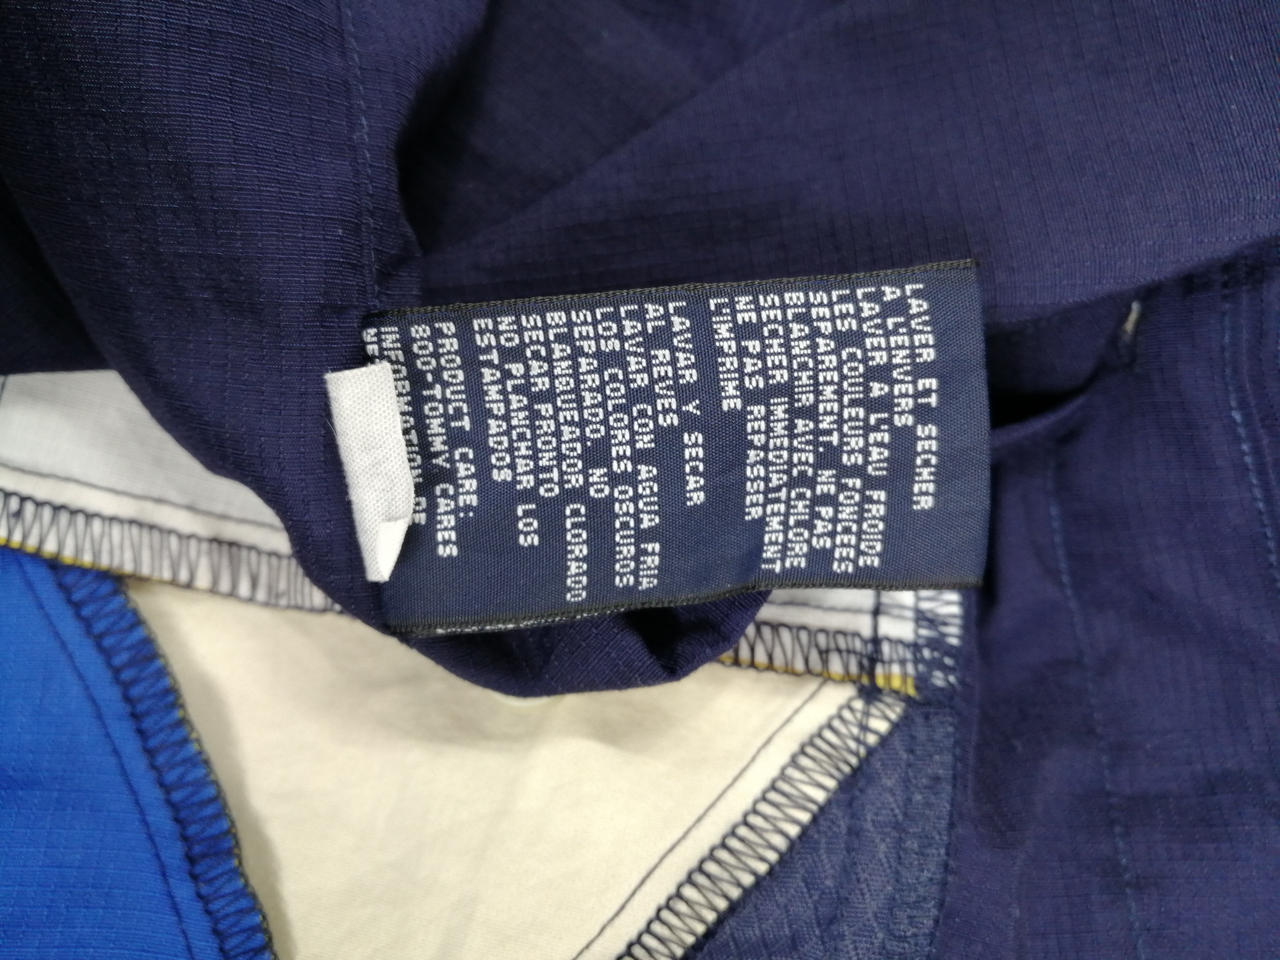 LAVER ET SECHER
A L'ENVERS
LAVER A LEAU FROIDE
LES COULEURS FONCEES
SEPAREMENT. NE PAS
BLANCHIR AVEC CHLORE
SECHER IMMEDIATEMENT
NE PAS REPASSER
L'IMPRIME
LAVAR Y SECAR
AL REVES
LAVAR CON AGUA FRIA
LOS COLORES OSCUROS
SEPARADO. NO
BLANQUEADOR CLORADO
SECAR PRONTO
NO PLANCHAR LOS
ESTAMPADOS
PRODUCT CARE:
800-TOMMY CARES